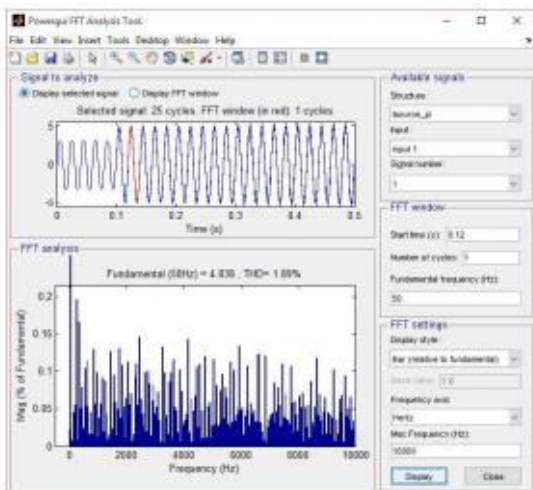 Powergui FFT Analysis Tool
File Edit View Insert Tools Desktop Window Help
Signal to analyze
Display selected signal Display FFT window
Selected signal: 25 cycles. FFT window (in red): 1 cycles
5
0
-5
0 0.1 0.2 0.3 0.4 0.5
Time (s)
FFT analysis
Fundamental (50Hz) = 4.838 , THD= 1.89%
0.2
0.15
0.1
0.05
0
0 2000 4000 6000 8000 10000
Mag (% of Fundamental)
Frequency (Hz)
Available signals
Structure
Input
input 1
Signal number
1
FFT window
Start time (s): 0.12
Number of cycles: 1
Fundamental frequency (Hz):
50
FFT settings
Display style:
Bar (relative to fundamental)
Base value: 1.0
Frequency axis:
Hertz
Max Frequency (Hz):
10000
Display Close